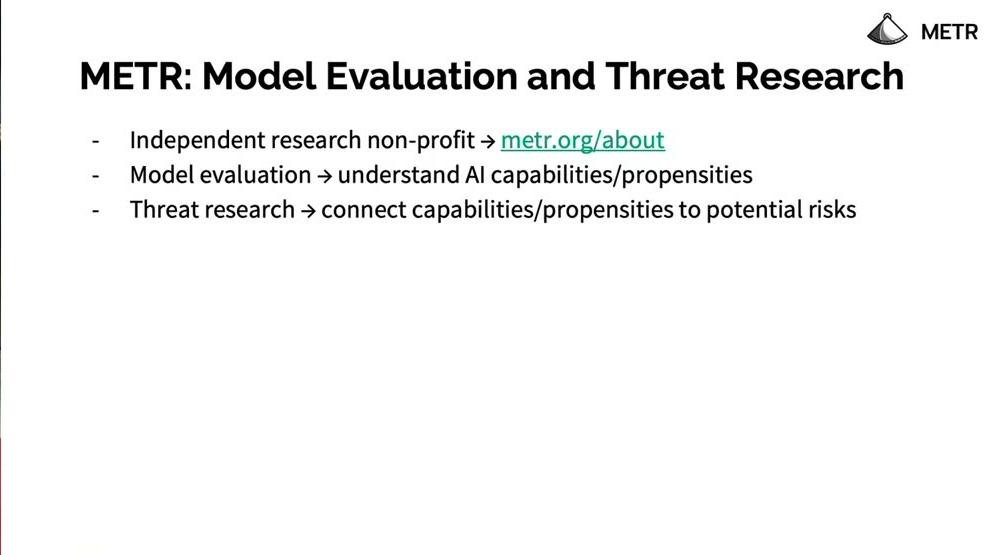 METR
METR: Model Evaluation and Threat Research
- Independent research non-profit → metr.org/about
- Model evaluation → understand AI capabilities/propensities
- Threat research → connect capabilities/propensities to potential risks